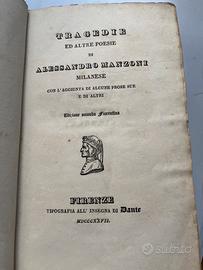 TRAGEDIE
ED ALTRE POESIE
DI
ALESSANDRO MANZONI
MILANESE
CON L'AGGIUNTA DI ALCUNE PROSE SUE
E DI ALTRI
Edizione seconda Fiorentina
FIRENZE
TIPOGRAFIA ALL' INSEGNA DI Dante
MDCCCXXVII.
subito